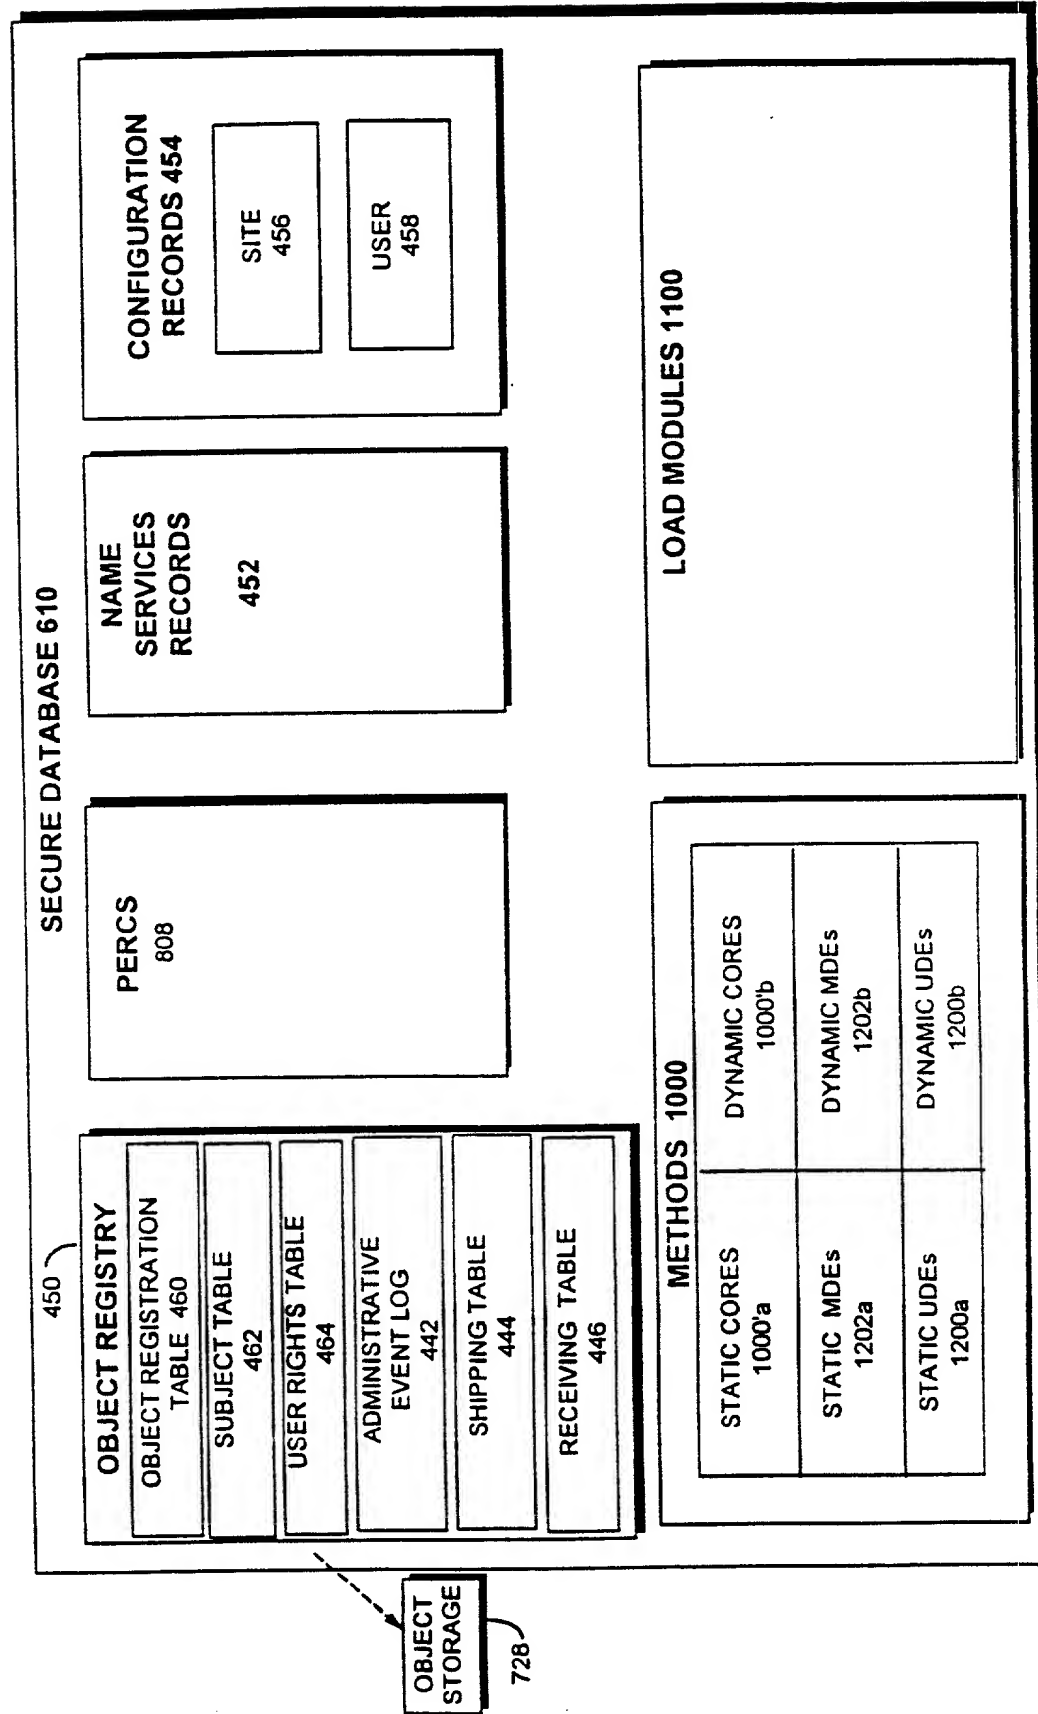 SECURE DATABASE 610
450
OBJECT REGISTRY
OBJECT REGISTRATION
TABLE 460
SUBJECT TABLE
462
USER RIGHTS TABLE
464
ADMINISTRATIVE
EVENT LOG
442
SHIPPING TABLE
444
RECEIVING TABLE
446
OBJECT
STORAGE
728
PERCS
808
NAME
SERVICES
RECORDS
452
CONFIGURATION
RECORDS 454
SITE
456
USER
458
METHODS 1000
STATIC CORES
1000'a
DYNAMIC CORES
1000'b
STATIC MDEs
1202a
DYNAMIC MDEs
1202b
STATIC UDEs
1200a
DYNAMIC UDEs
1200b
LOAD MODULES 1100